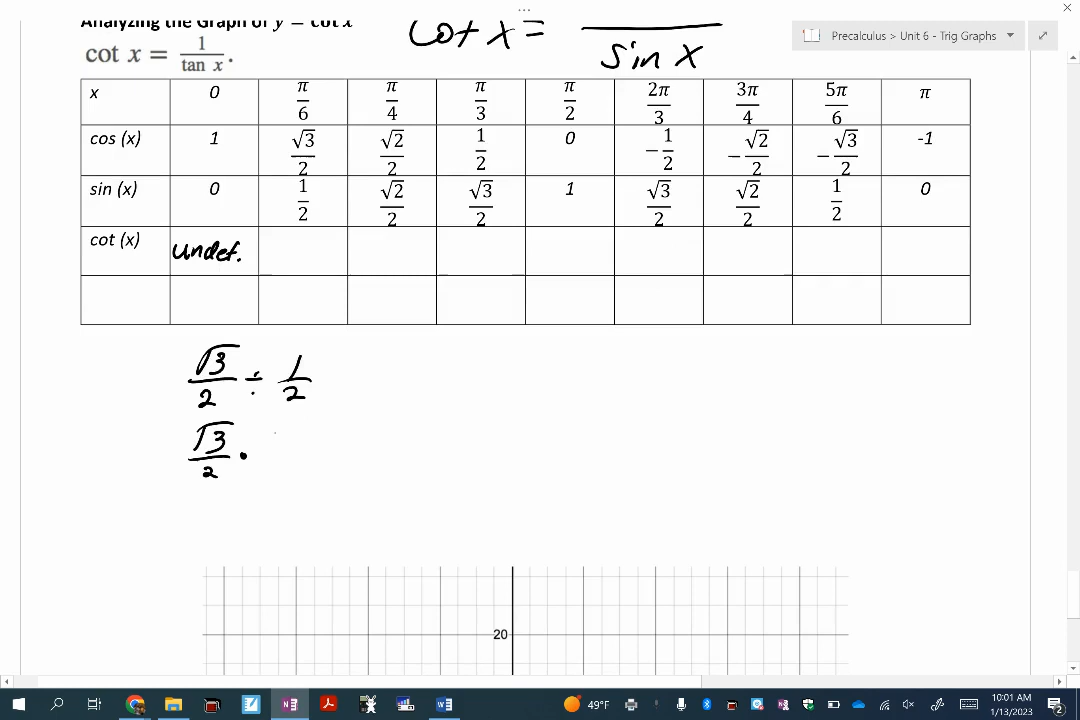 Analyzing the Graph of y = cot x
cot x = 1/tan x.
cot x = /sin x
Precalculus > Unit 6 - Trig Graphs
x 0 π/6 π/4 π/3 π/2 2π/3 3π/4 5π/6 π
cos (x) 1 √3/2 √2/2 1/2 0 −1/2 −√2/2 −√3/2 -1
sin (x) 0 1/2 √2/2 √3/2 1 √3/2 √2/2 1/2 0
cot (x) undef.
√3/2 ÷ 1/2
√3/2 ·
20
49°F
10:01 AM
1/13/2023
2